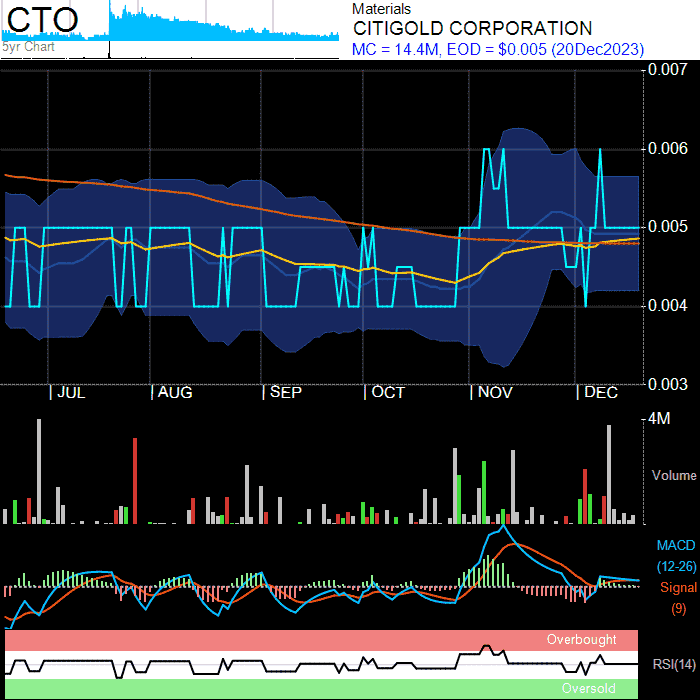 CTO
5yr Chart
Materials
CITIGOLD CORPORATION
MC = 14.4M, EOD = $0.005 (20Dec2023)
0.007
0.006
0.005
0.004
0.003
| JUL | AUG | SEP | OCT | NOV | DEC
4M
Volume
MACD
(12-26)
Signal
(9)
Overbought
RSI(14)
Oversold